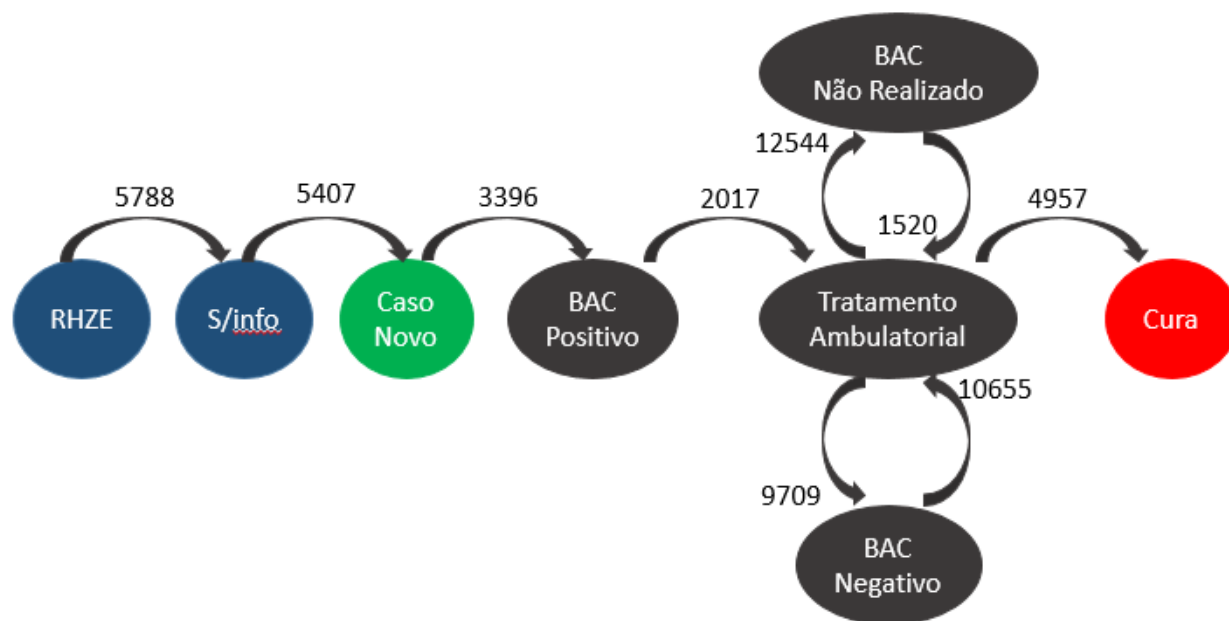 BAC
Não Realizado
12544
5788
5407
3396
2017
1520
4957
RHZE
S/info
Caso
Novo
BAC
Positivo
Tratamento
Ambulatorial
Cura
10655
9709
BAC
Negativo